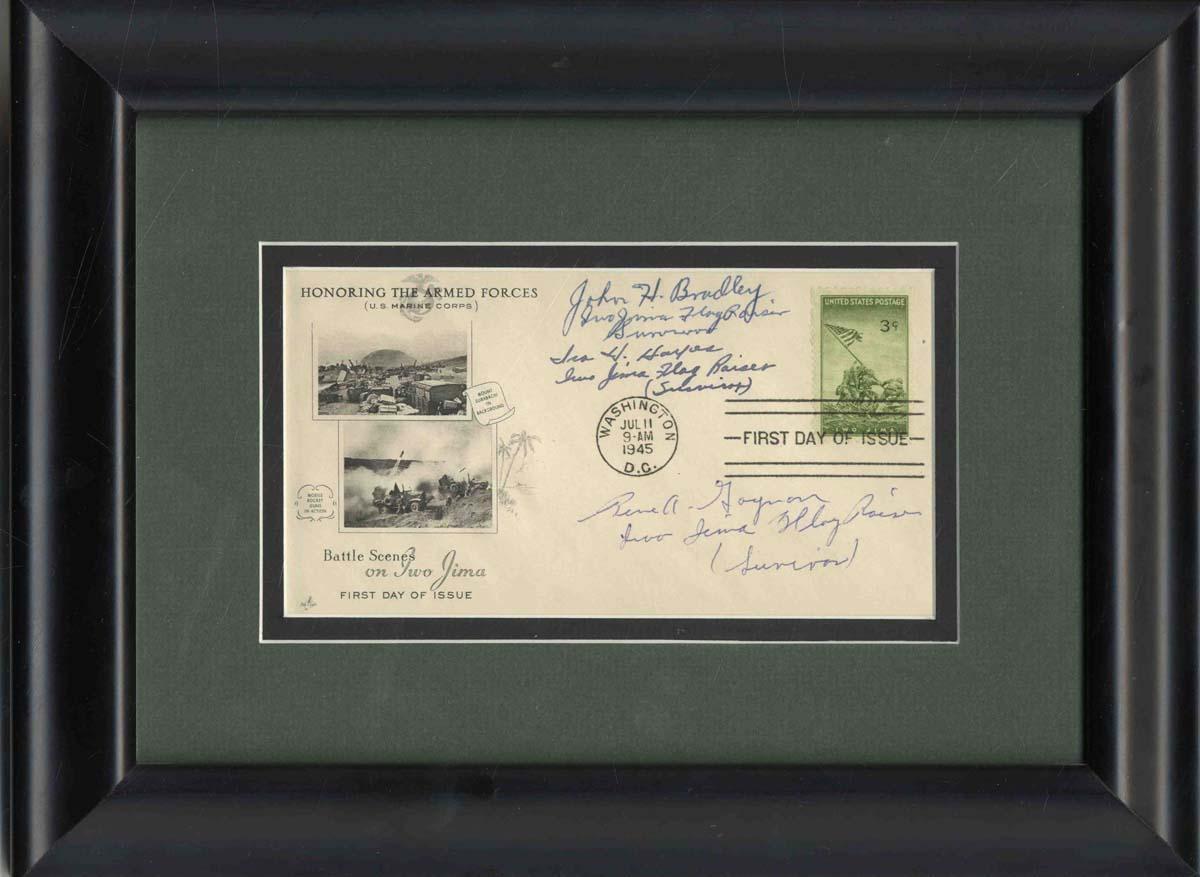 HONORING THE ARMED FORCES
(U.S. MARINE CORPS)
MOUNT
SURABACHI
IN
BACKGROUND
MOBILE
ROCKET
GUNS
IN ACTION
Battle Scenes
on Iwo Jima
FIRST DAY OF ISSUE
John H. Bradley
Iwo Jima Flag Raiser
Survivor
Ira H. Hayes
Iwo Jima Flag Raiser
(Survivor)
UNITED STATES POSTAGE
3¢
IWO JIMA
WASHINGTON
JUL 11
9-AM
1945
D.C.
FIRST DAY OF ISSUE
Rene A. Gagnon
Iwo Jima Flag Raiser
(Survivor)